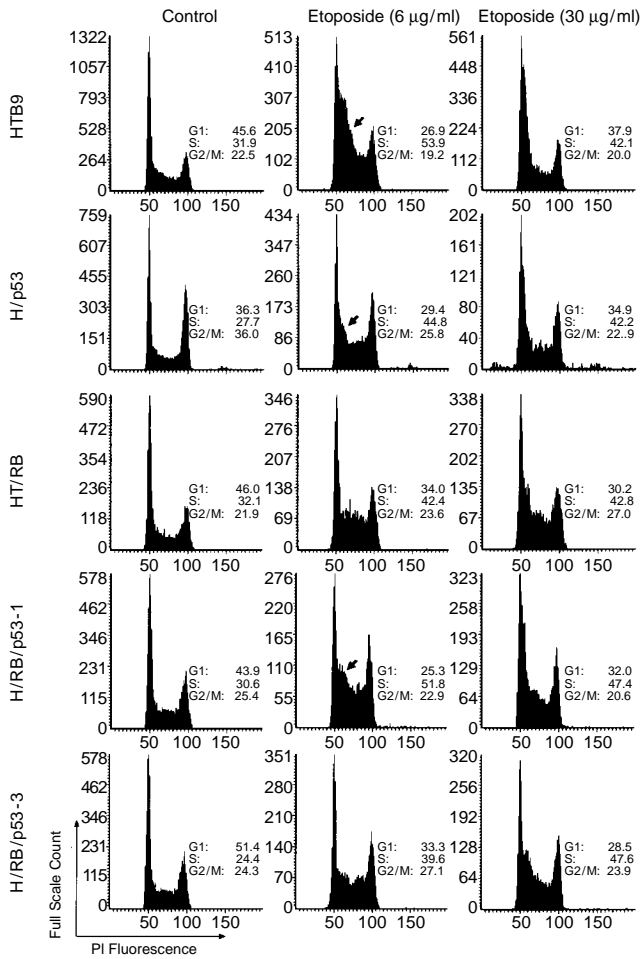 Control Etoposide (6 μg/ml) Etoposide (30 μg/ml)
HTB9
1322
1057
793
528
264
0
G1: 45.6
S: 31.9
G2/M: 22.5
50 100 150
513
410
308
205
102
0
G1: 26.9
S: 53.9
G2/M: 19.2
50 100 150
561
448
336
224
112
0
G1: 37.9
S: 42.1
G2/M: 20.0
50 100 150
H/p53
759
607
455
303
151
0
G1: 36.3
S: 27.7
G2/M: 36.0
50 100 150
434
347
260
173
86
0
G1: 29.4
S: 44.8
G2/M: 25.8
50 100 150
202
161
121
80
40
0
G1: 34.9
S: 42.2
G2/M: 22.9
50 100 150
HT/RB
590
472
354
236
118
0
G1: 46.0
S: 32.1
G2/M: 21.9
50 100 150
346
276
207
138
69
0
G1: 34.0
S: 42.4
G2/M: 23.6
50 100 150
338
270
202
135
67
0
G1: 30.2
S: 42.8
G2/M: 27.0
50 100 150
H/RB/p53-1
578
462
346
231
115
0
G1: 43.9
S: 30.6
G2/M: 25.4
50 100 150
276
220
165
110
55
0
G1: 25.3
S: 51.8
G2/M: 22.9
50 100 150
323
258
193
129
64
0
G1: 32.0
S: 47.4
G2/M: 20.6
50 100 150
H/RB/p53-3
578
462
346
231
115
0
G1: 51.4
S: 24.4
G2/M: 24.3
50 100 150
351
280
210
140
70
0
G1: 33.3
S: 39.6
G2/M: 27.1
50 100 150
320
256
192
128
64
0
G1: 28.5
S: 47.6
G2/M: 23.9
50 100 150
Full Scale Count
PI Fluorescence